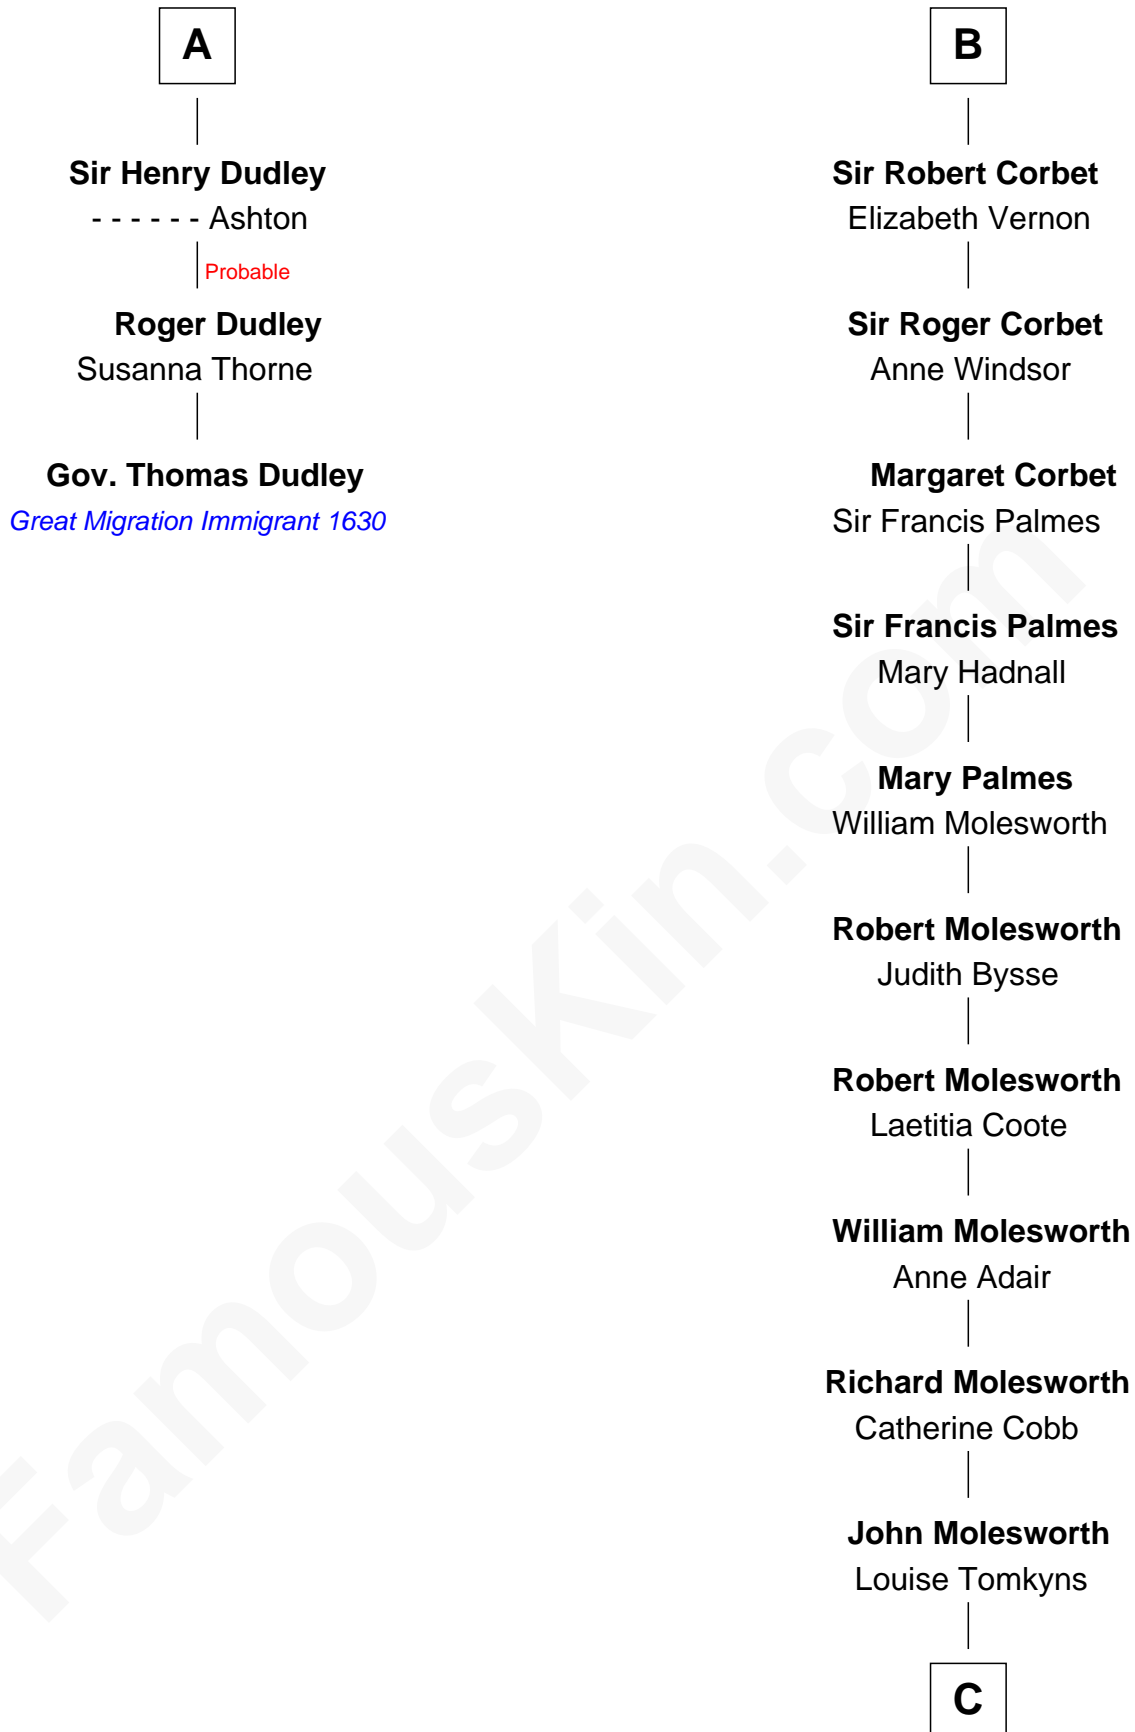 A
Sir Henry Dudley
- - - - - - Ashton
Probable
Roger Dudley
Susanna Thorne
Gov. Thomas Dudley
Great Migration Immigrant 1630
B
Sir Robert Corbet
Elizabeth Vernon
Sir Roger Corbet
Anne Windsor
Margaret Corbet
Sir Francis Palmes
Sir Francis Palmes
Mary Hadnall
Mary Palmes
William Molesworth
Robert Molesworth
Judith Bysse
Robert Molesworth
Laetitia Coote
William Molesworth
Anne Adair
Richard Molesworth
Catherine Cobb
John Molesworth
Louise Tomkyns
C
FamousKin.com